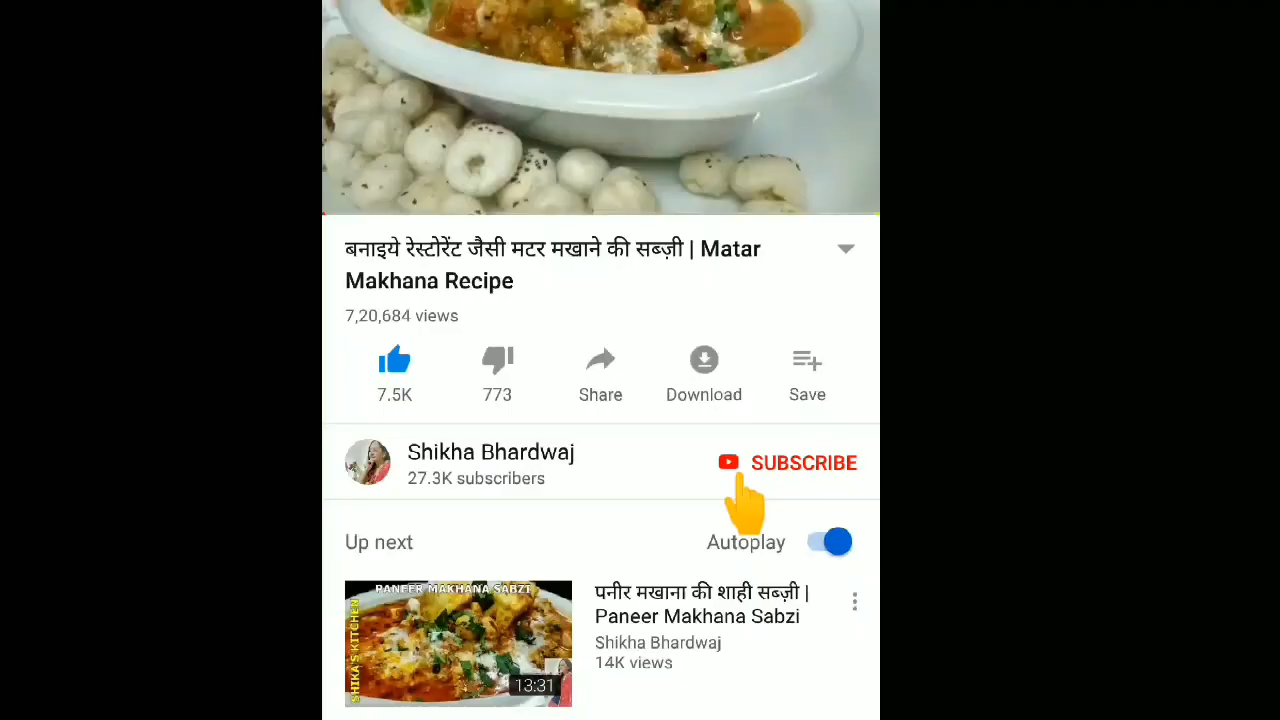 बनाइये रेस्टोरेंट जैसी मटर मखाने की सब्ज़ी | Matar
Makhana Recipe
7,20,684 views
7.5K
773
Share
Download
Save
Shikha Bhardwaj
27.3K subscribers
SUBSCRIBE
Up next
Autoplay
PANEER MAKHANA SABZI
SHIKA'S KITCHEN
13:31
पनीर मखाना की शाही सब्ज़ी |
Paneer Makhana Sabzi
Shikha Bhardwaj
14K views